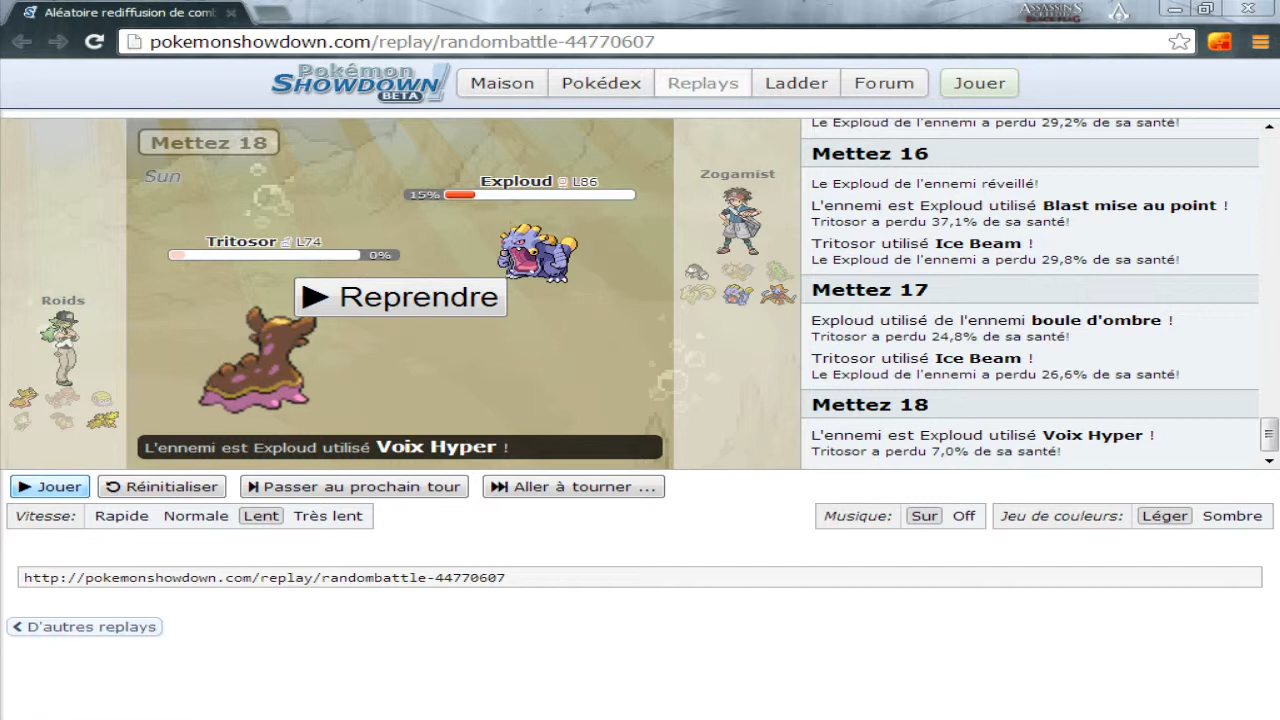 Aléatoire rediffusion de com
ASSASSIN'S
CREED IV
BLACK FLAG
pokemonshowdown.com/replay/randombattle-44770607
Pokémon
SHOWDOWN!
BETA
Maison
Pokédex
Replays
Ladder
Forum
Jouer
Mettez 18
Sun
Exploud L86
15%
Tritosor L74
0%
Reprendre
Roids
Zogamist
L'ennemi est Exploud utilisé Voix Hyper !
Le Exploud de l'ennemi a perdu 29,2% de sa santé!
Mettez 16
Le Exploud de l'ennemi réveillé!
L'ennemi est Exploud utilisé Blast mise au point !
Tritosor a perdu 37,1% de sa santé!
Tritosor utilisé Ice Beam !
Le Exploud de l'ennemi a perdu 29,8% de sa santé!
Mettez 17
Exploud utilisé de l'ennemi boule d'ombre !
Tritosor a perdu 24,8% de sa santé!
Tritosor utilisé Ice Beam !
Le Exploud de l'ennemi a perdu 26,6% de sa santé!
Mettez 18
L'ennemi est Exploud utilisé Voix Hyper !
Tritosor a perdu 7,0% de sa santé!
Jouer
Réinitialiser
Passer au prochain tour
Aller à tourner ...
Vitesse: Rapide Normale Lent Très lent
Musique: Sur Off
Jeu de couleurs: Léger Sombre
http://pokemonshowdown.com/replay/randombattle-44770607
D'autres replays